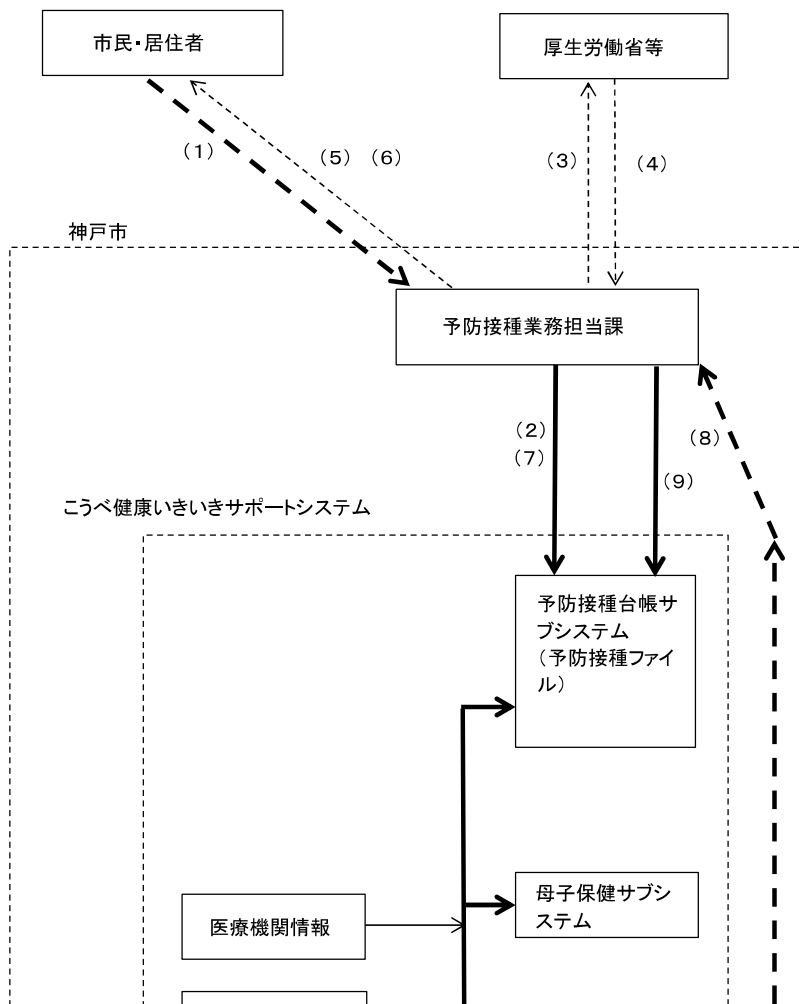 市民・居住者
厚生労働省等
（1）
（5）（6）
（3）
（4）
神戸市
予防接種業務担当課
（2）
（7）
（8）
（9）
こうべ健康いきいきサポートシステム
予防接種台帳サ
ブシステム
（予防接種ファイ
ル）
母子保健サブシ
ステム
医療機関情報